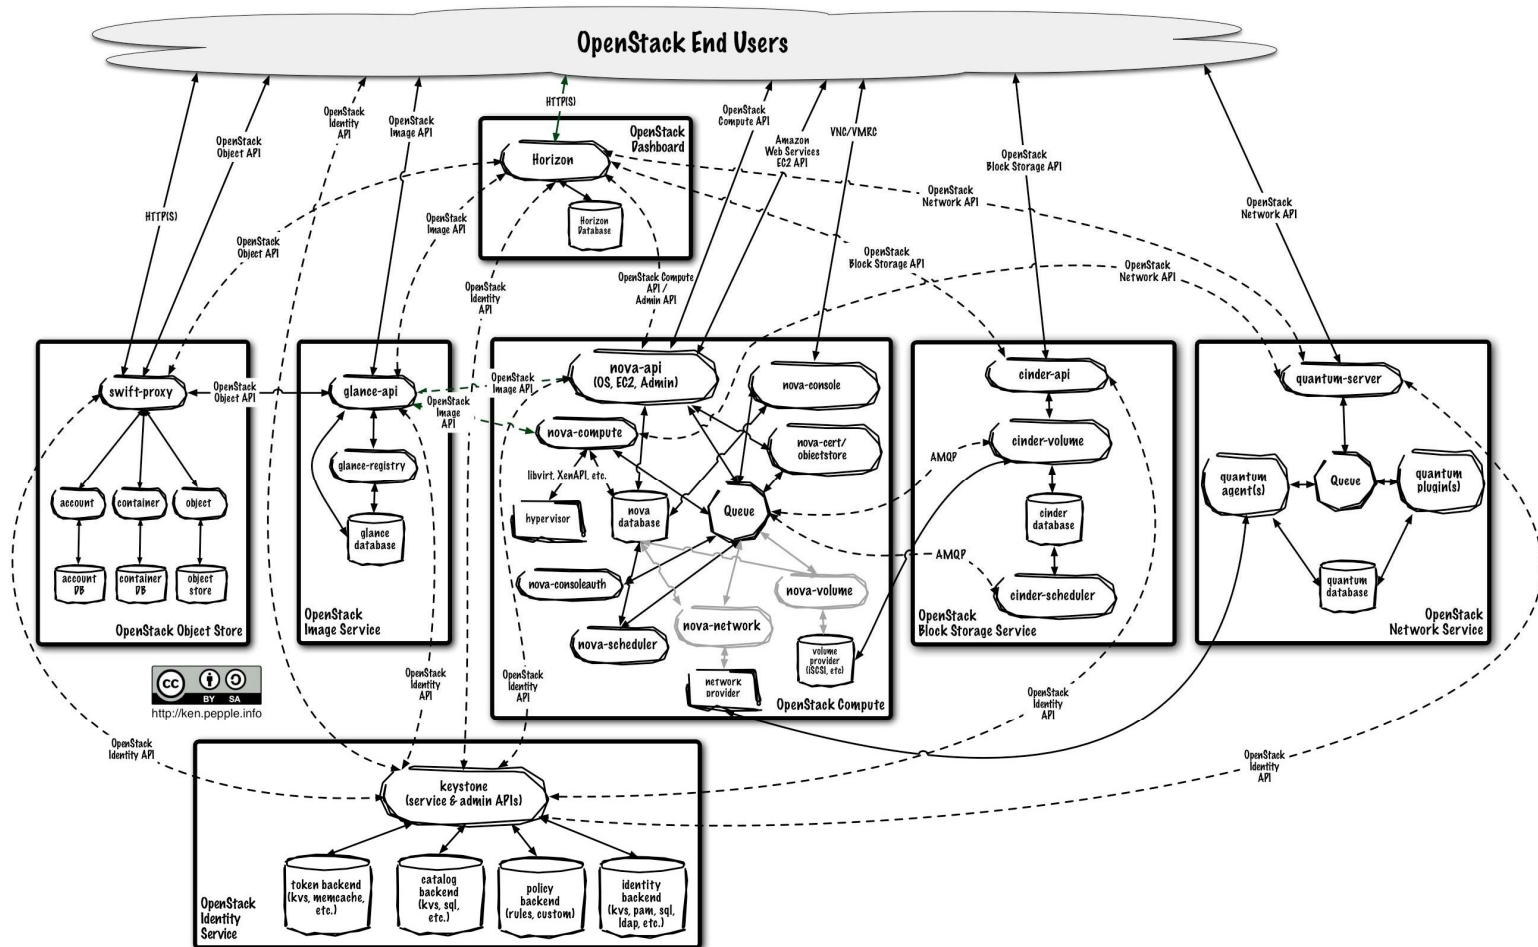 OpenStack End Users
HTTP(S)
OpenStack
Object API
OpenStack
Identity
API
OpenStack
Image API
HTTP(S)
OpenStack
Compute API
Amazon
Web Services
EC2 API
VNC/VMRC
OpenStack
Block Storage API
OpenStack
Network API
OpenStack
Dashboard
Horizon
Horizon
Database
OpenStack
Object API
OpenStack
Image API
OpenStack
Identity
API
OpenStack Compute
API /
Admin API
OpenStack
Block Storage API
OpenStack
Network API
OpenStack
Network API
swift-proxy
account
container
object
account
DB
container
DB
object
store
OpenStack Object Store
OpenStack
Object API
glance-api
glance-registry
glance
database
OpenStack
Image Service
OpenStack
Image API
OpenStack
Image
API
nova-api
(OS, EC2, Admin)
nova-console
nova-compute
nova-cert/
objectstore
libvirt, XenAPI, etc.
hypervisor
nova
database
Queue
nova-consoleauth
nova-scheduler
nova-network
nova-volume
volume
provider
(iSCSI, etc)
network
provider
OpenStack Compute
AMQP
AMQP
cinder-api
cinder-volume
cinder
database
cinder-scheduler
OpenStack
Block Storage Service
quantum-server
quantum
agent(s)
Queue
quantum
plugin(s)
quantum
database
OpenStack
Network Service
cc
BY SA
http://ken.pepple.info
OpenStack
Identity API
OpenStack
Identity
API
OpenStack
Identity
API
OpenStack
Identity
API
OpenStack
Identity
API
keystone
(service & admin APIs)
token backend
(kvs, memcache,
etc.)
catalog
backend
(kvs, sql,
etc.)
policy
backend
(rules, custom)
identity
backend
(kvs, pam, sql,
ldap, etc.)
OpenStack
Identity
Service